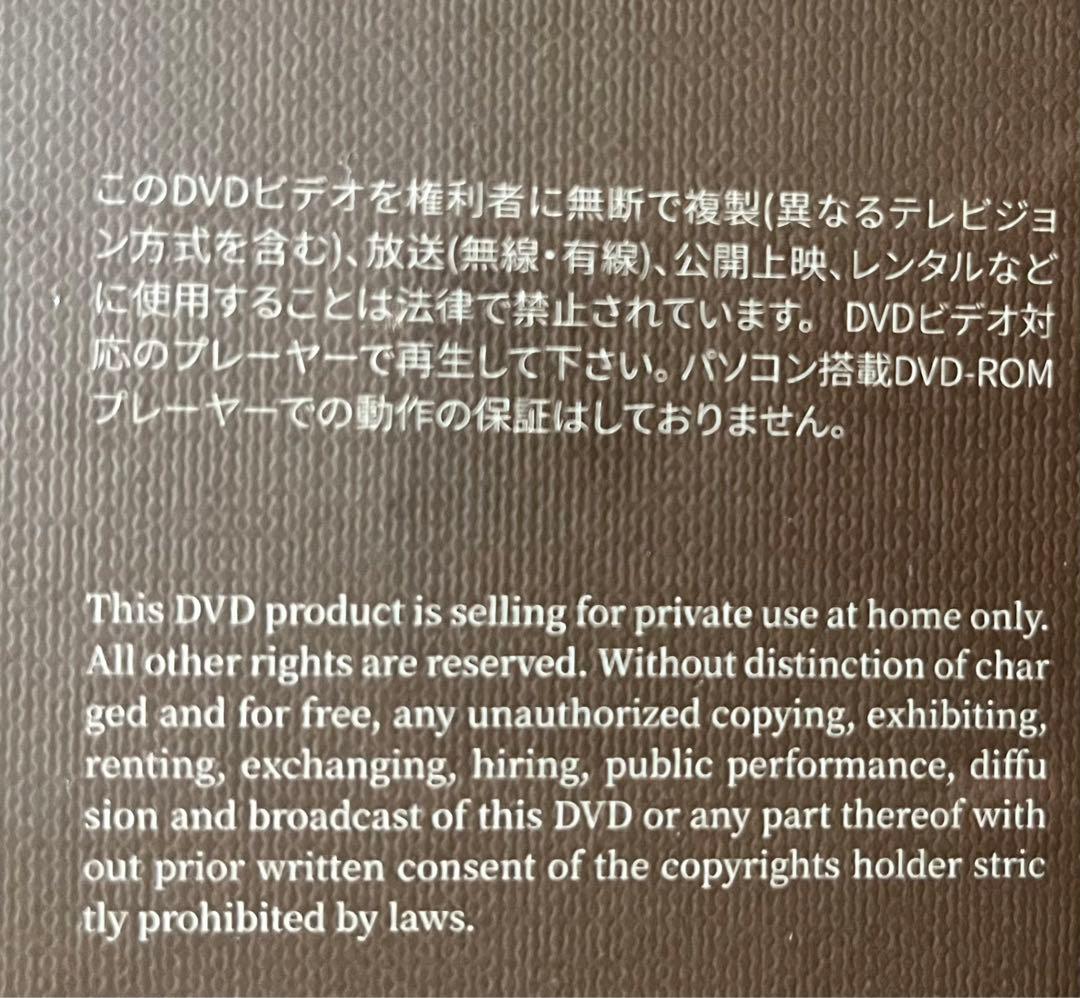 このDVDビデオを権利者に無断で複製(異なるテレビジョ
ン方式を含む)、放送(無線・有線)、公開上映、レンタルなど
に使用することは法律で禁止されています。 DVDビデオ対
応のプレーヤーで再生して下さい。パソコン搭載DVD-ROM
プレーヤーでの動作の保証はしておりません。
This DVD product is selling for private use at home only.
All other rights are reserved. Without distinction of char
ged and for free, any unauthorized copying, exhibiting,
renting, exchanging, hiring, public performance, diffu
sion and broadcast of this DVD or any part thereof with
out prior written consent of the copyrights holder stric
tly prohibited by laws.